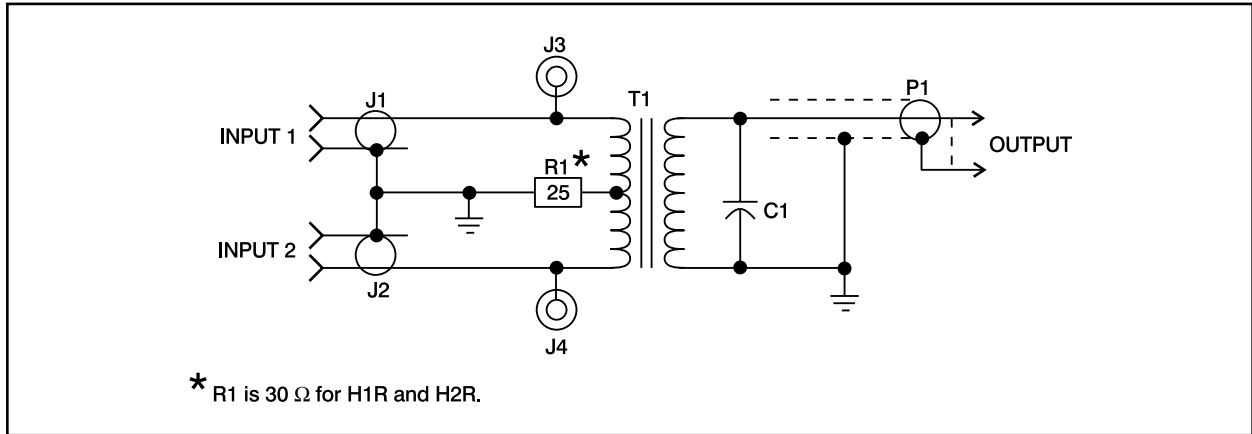 J3
J1
T1
P1
INPUT 1
OUTPUT
R1*
25
C1
INPUT 2
J2
J4
* R1 is 30 Ω for H1R and H2R.